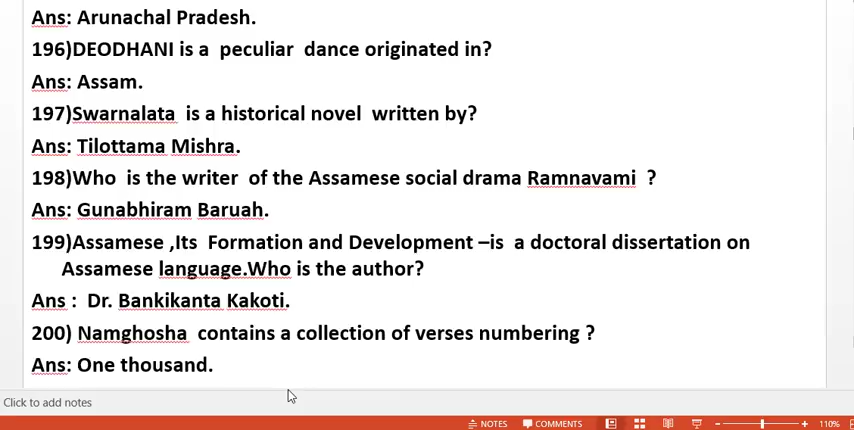 Ans: Arunachal Pradesh.
196)DEODHANI is a peculiar dance originated in?
Ans: Assam.
197)Swarnalata is a historical novel written by?
Ans: Tilottama Mishra.
198)Who is the writer of the Assamese social drama Ramnavami ?
Ans: Gunabhiram Baruah.
199)Assamese ,Its Formation and Development –is a doctoral dissertation on
Assamese language.Who is the author?
Ans : Dr. Bankikanta Kakoti.
200) Namghosha contains a collection of verses numbering ?
Ans: One thousand.
Click to add notes
NOTES COMMENTS 110%